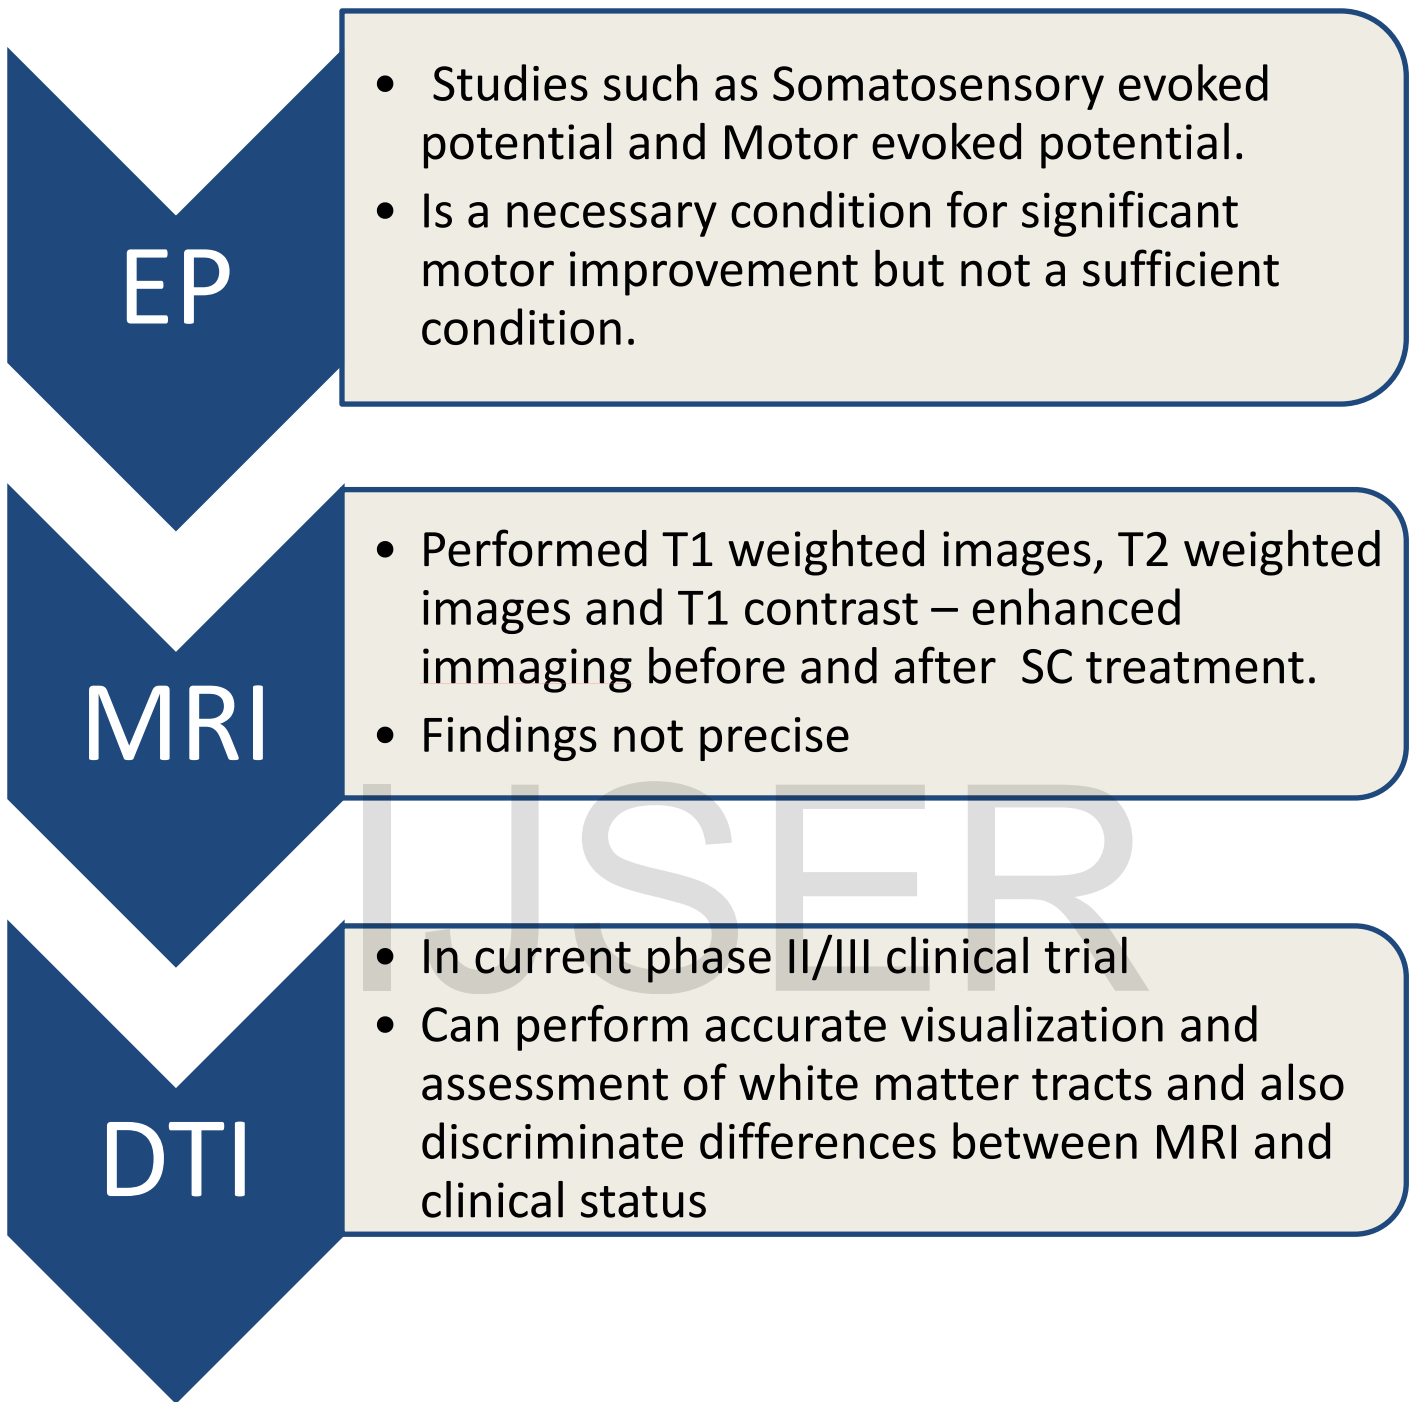 EP
• Studies such as Somatosensory evoked
potential and Motor evoked potential.
• Is a necessary condition for significant
motor improvement but not a sufficient
condition.
MRI
• Performed T1 weighted images, T2 weighted
images and T1 contrast – enhanced
immaging before and after  SC treatment.
• Findings not precise
IJSER
DTI
• In current phase II/III clinical trial
• Can perform accurate visualization and
assessment of white matter tracts and also
discriminate differences between MRI and
clinical status